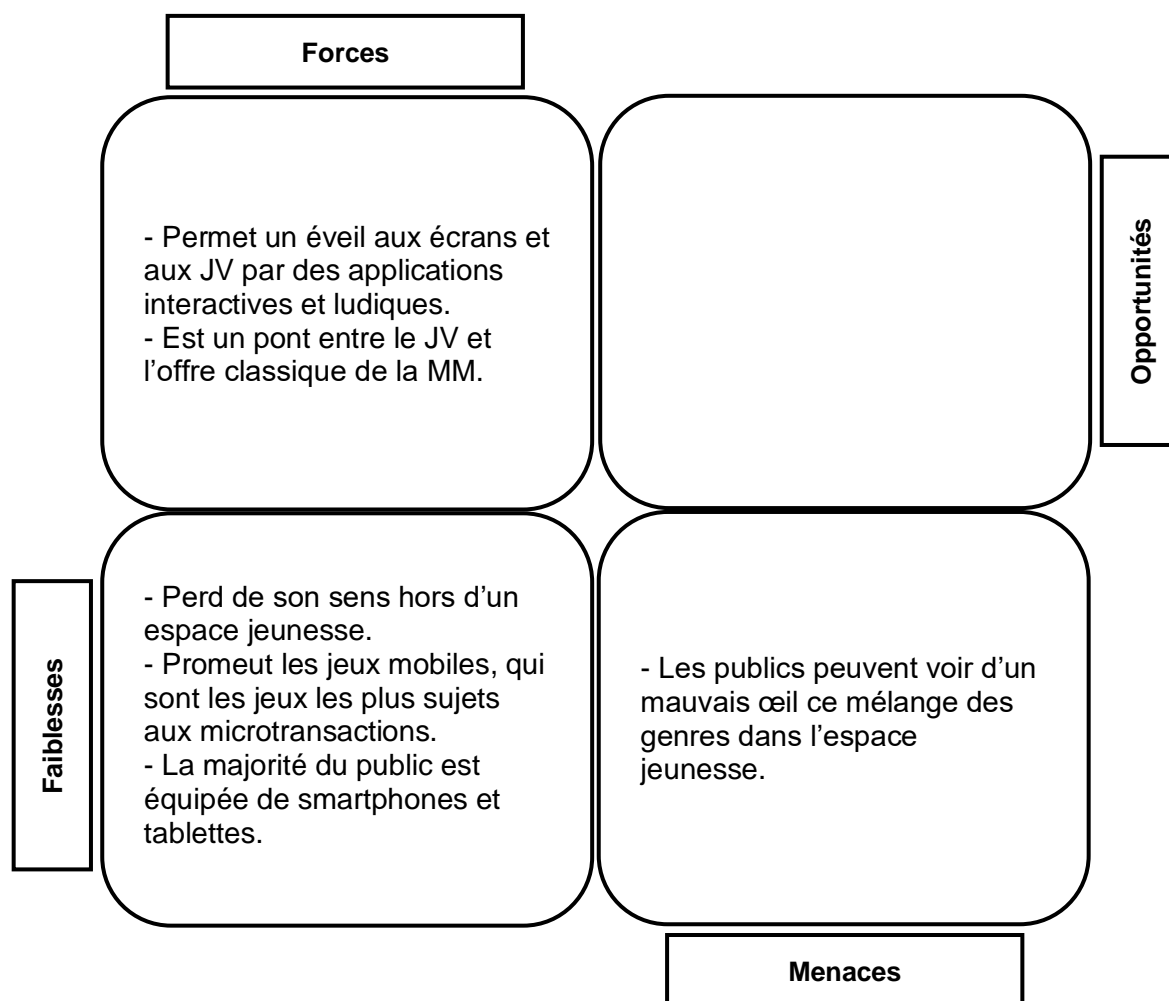 Forces
- Permet un éveil aux écrans et
aux JV par des applications
interactives et ludiques.
- Est un pont entre le JV et
l’offre classique de la MM.
Opportunités
Faiblesses
- Perd de son sens hors d’un
espace jeunesse.
- Promeut les jeux mobiles, qui
sont les jeux les plus sujets
aux microtransactions.
- La majorité du public est
équipée de smartphones et
tablettes.
- Les publics peuvent voir d’un
mauvais œil ce mélange des
genres dans l’espace
jeunesse.
Menaces